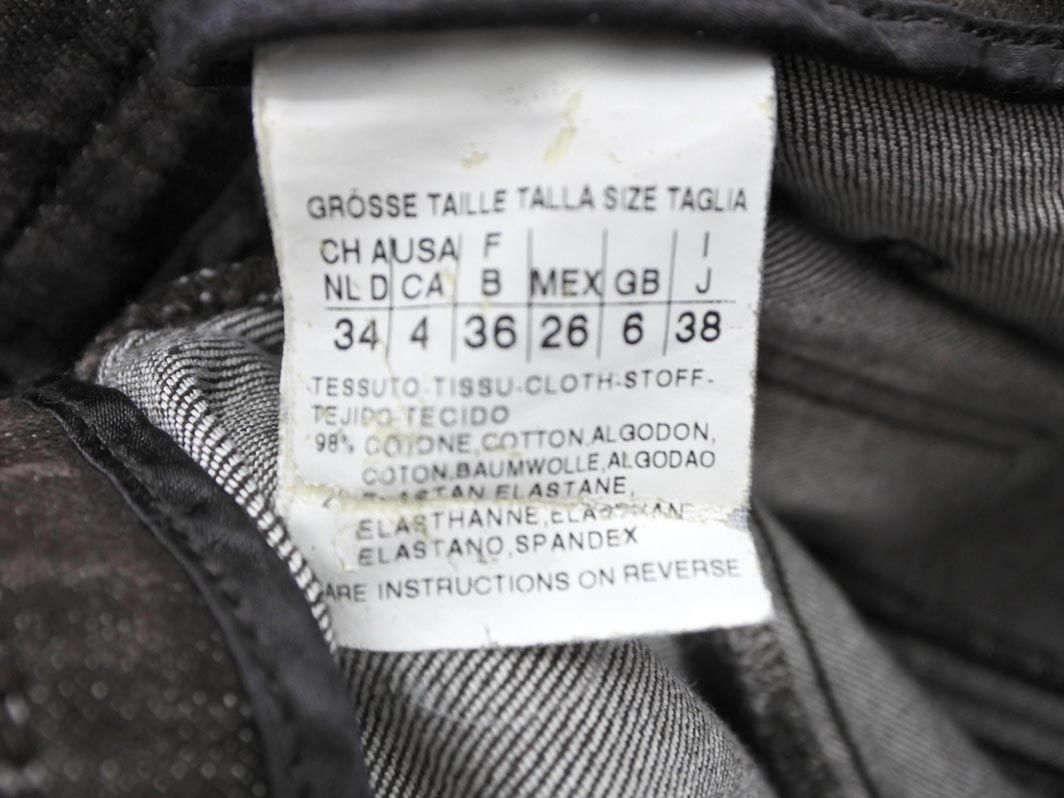 GRÖSSE TAILLE TALLA SIZE TAGLIA
CH A USA F I
NL D CA B MEX GB J
34 4 36 26 6 38
TESSUTO-TISSU-CLOTH-STOFF-
TEJIDO-TECIDO
98% COTONE, COTTON, ALGODON,
COTON, BAUMWOLLE, ALGODAO
ELASTAN ELASTANE,
ELASTHANNE,
ELASTANO, SPANDEX
ARE INSTRUCTIONS ON REVERSE